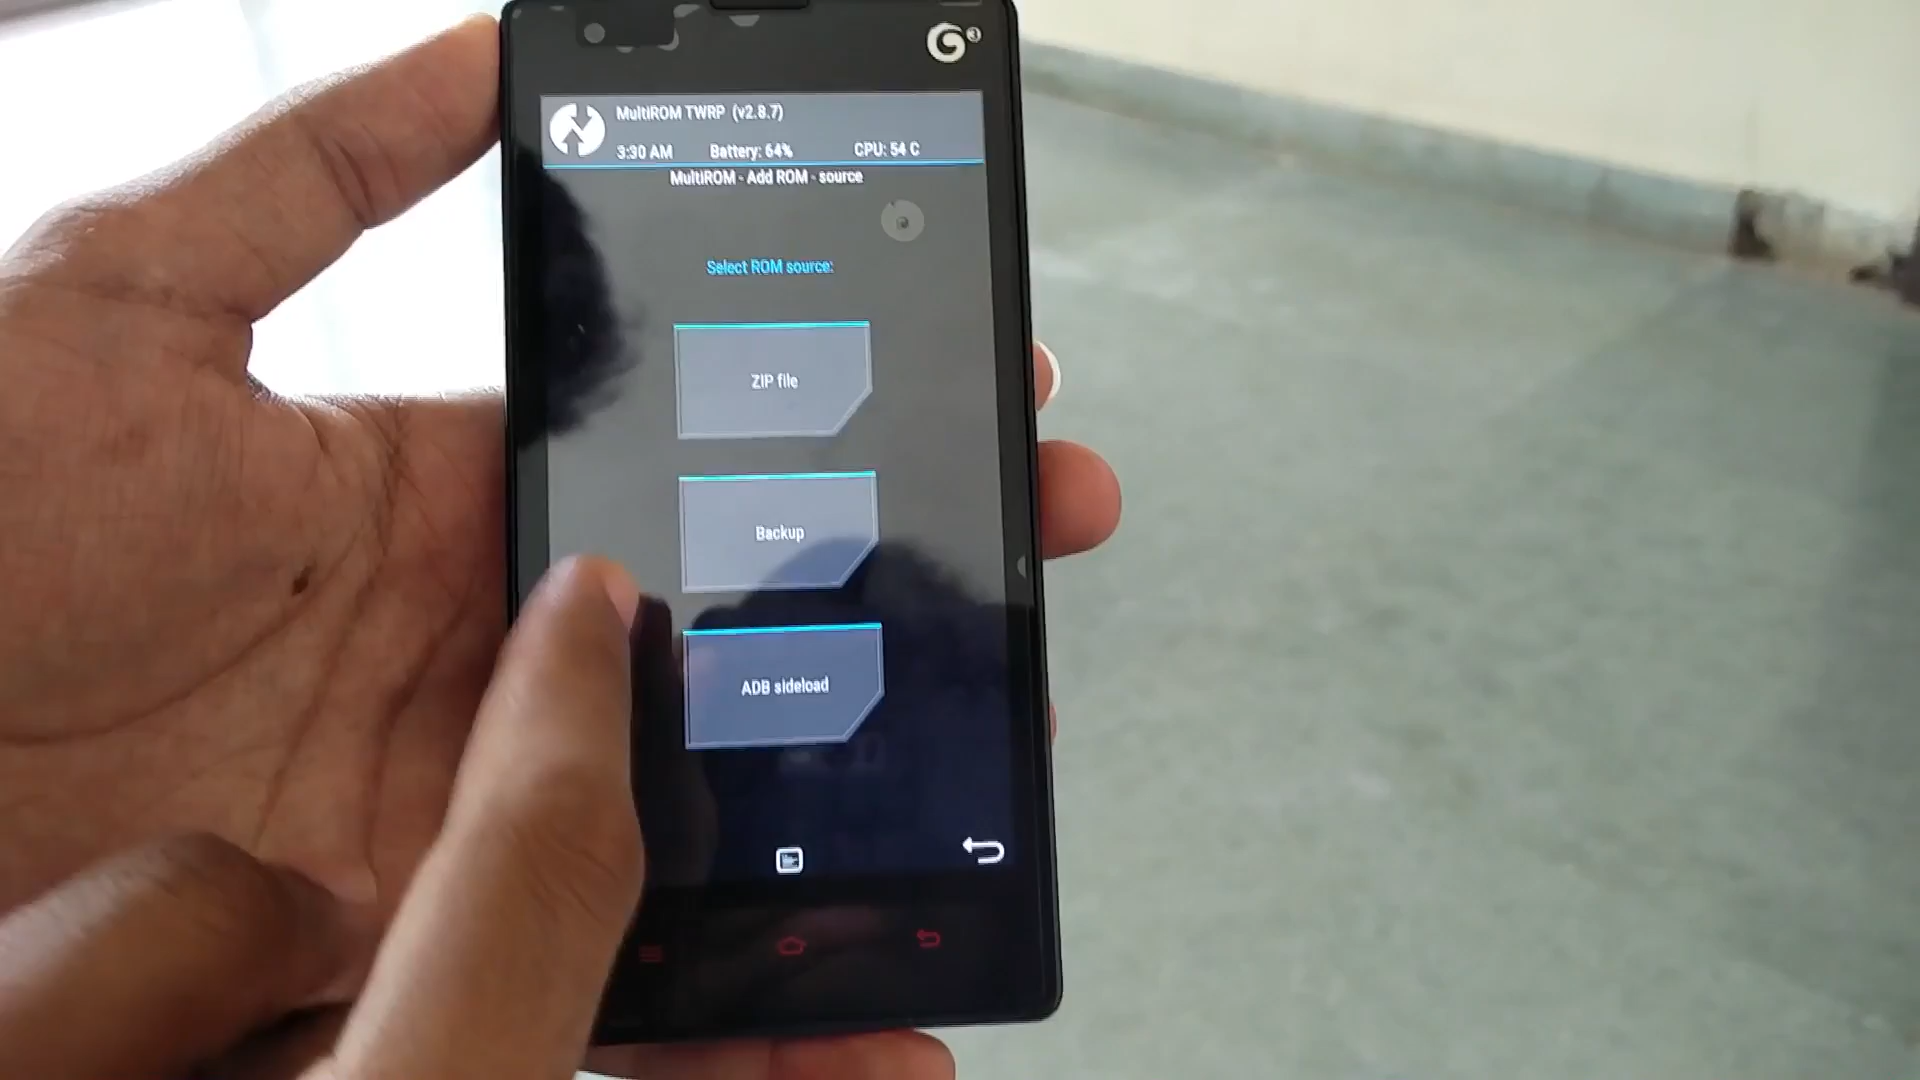 MultiROM TWRP (v2.8.7)
3:30 AM Battery: 64% CPU: 54 C
MultiROM - Add ROM - source
Select ROM source:
ZIP file
Backup
ADB sideload